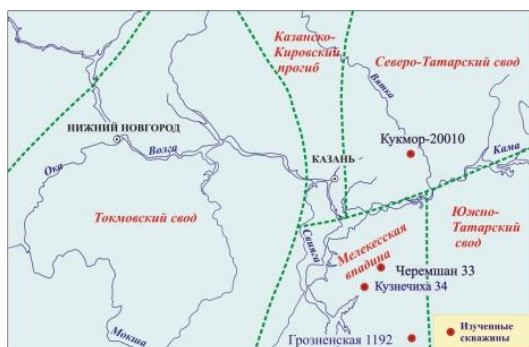 Казанско-
Кировский
прогиб
Северо-Татарский свод
Вятка
Кукмор-20010
НИЖНИЙ НОВГОРОД
Волга
КАЗАНЬ
Кама
Ока
Токмовский свод
Свияга
Южно-
Татарский
свод
Мелекесская
впадина
Черемшан 33
Кузнечиха 34
Мокша
Грозненская 1192
Изученные
скважины